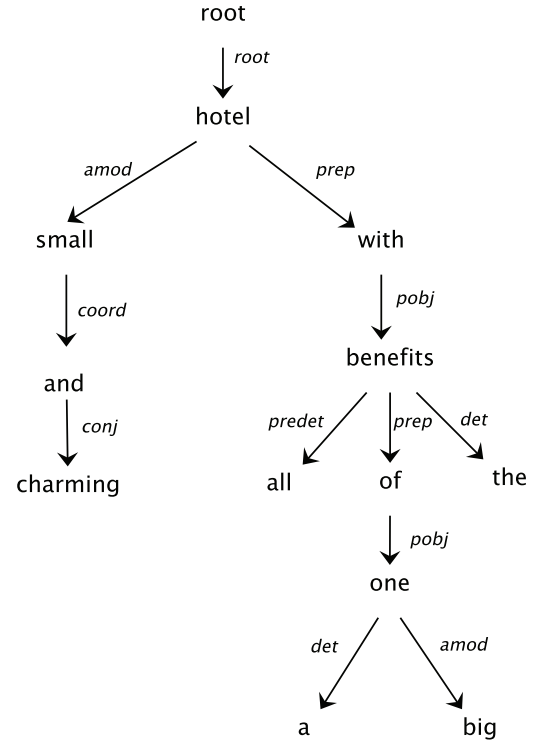 root
root
hotel
amod prep
small with
coord pobj
and benefits
conj predet prep det
charming all of the
pobj
one
det amod
a big